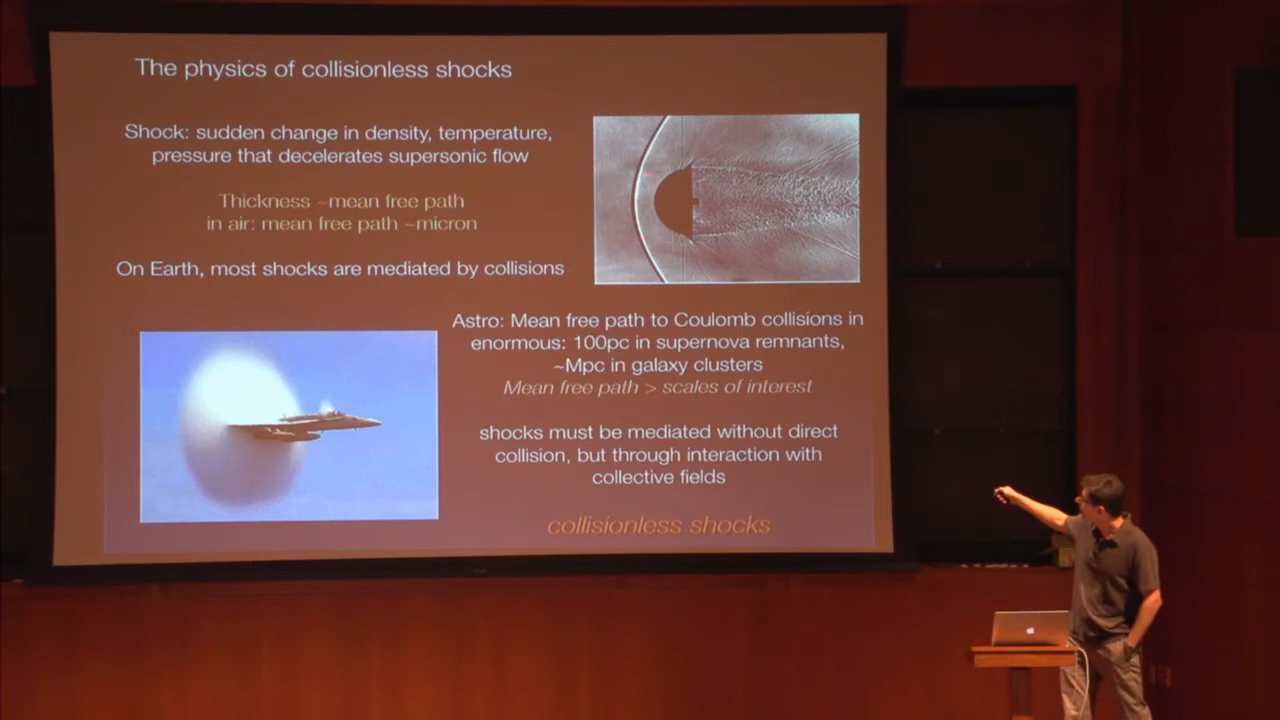 The physics of collisionless shocks
Shock: sudden change in density, temperature,
pressure that decelerates supersonic flow
Thickness ~mean free path
in air: mean free path ~micron
On Earth, most shocks are mediated by collisions
Astro: Mean free path to Coulomb collisions in
enormous: 100pc in supernova remnants,
~Mpc in galaxy clusters
Mean free path > scales of interest
shocks must be mediated without direct
collision, but through interaction with
collective fields
collisionless shocks